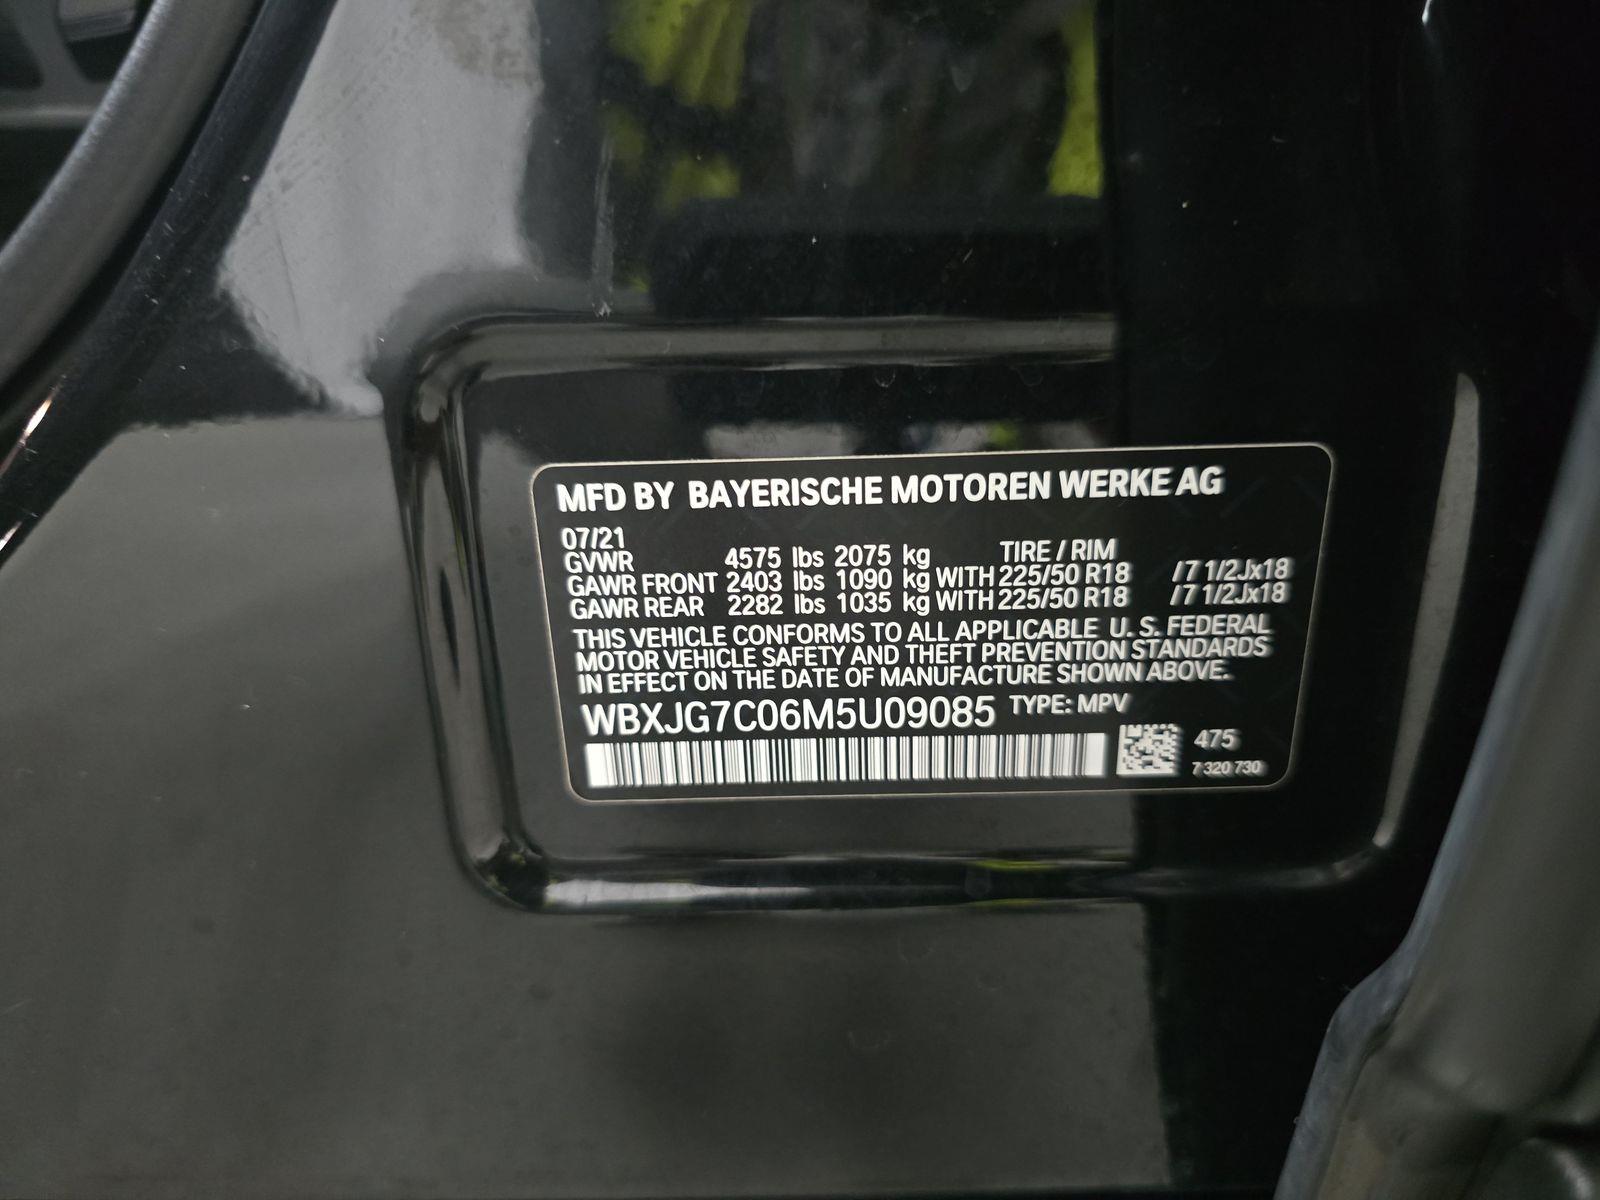 MFD BY BAYERISCHE MOTOREN WERKE AG
07/21
GVWR 4575 lbs 2075 kg TIRE / RIM
GAWR FRONT 2403 lbs 1090 kg WITH 225/50 R18 /7 1/2Jx18
GAWR REAR 2282 lbs 1035 kg WITH 225/50 R18 /7 1/2Jx18
THIS VEHICLE CONFORMS TO ALL APPLICABLE U. S. FEDERAL
MOTOR VEHICLE SAFETY AND THEFT PREVENTION STANDARDS
IN EFFECT ON THE DATE OF MANUFACTURE SHOWN ABOVE.
WBXJG7C06M5U09085 TYPE: MPV
475
7 320 730